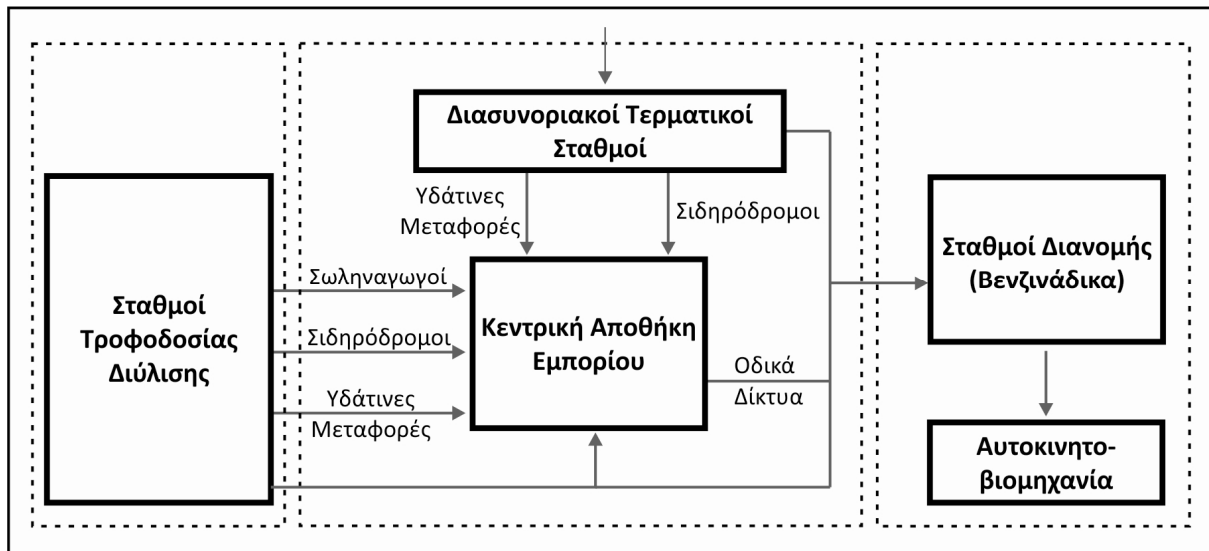 Διασυνοριακοί Τερματικοί
Σταθμοί
Υδάτινες
Μεταφορές
Σιδηρόδρομοι
Σταθμοί
Τροφοδοσίας
Διύλισης
Σωληναγωγοί
Σιδηρόδρομοι
Υδάτινες
Μεταφορές
Κεντρική Αποθήκη
Εμπορίου
Οδικά
Δίκτυα
Σταθμοί Διανομής
(Βενζινάδικα)
Αυτοκινητο-
βιομηχανία